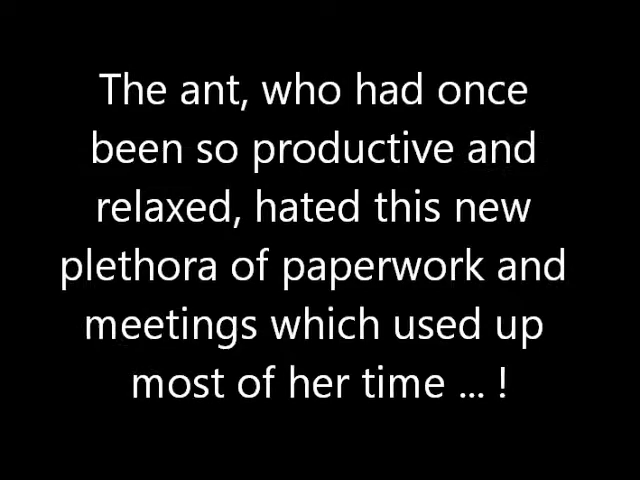 The ant, who had once
been so productive and
relaxed, hated this new
plethora of paperwork and
meetings which used up
most of her time ... !